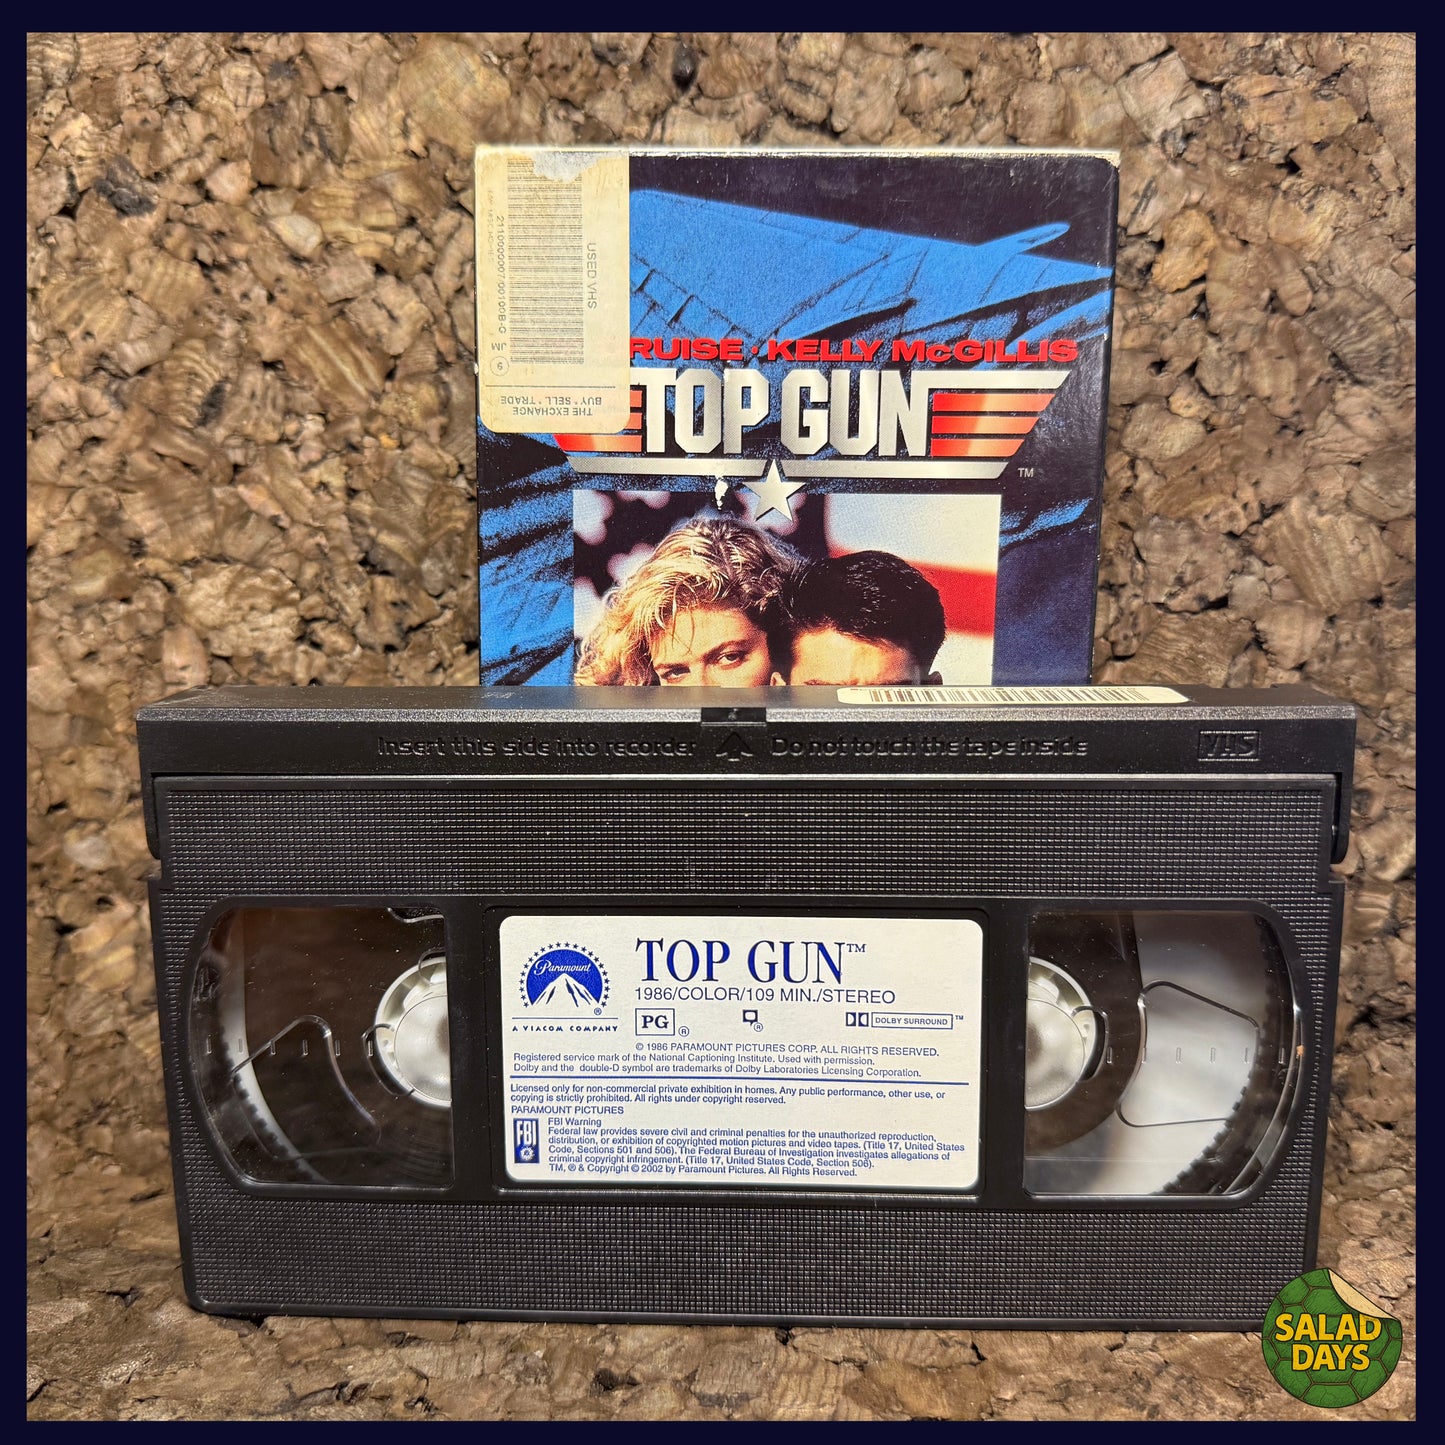 USED VHS
JM
9
THE EXCHANGE
BUY * SELL * TRADE
RUISE • KELLY McGILLIS
TOP GUN
TM
Insert this side into recorder Do not touch the tape inside VHS
Paramount
®
A VIACOM COMPANY
TOP GUN™
1986/COLOR/109 MIN./STEREO
PG ® ® DOLBY SURROUND ™
© 1986 PARAMOUNT PICTURES CORP. ALL RIGHTS RESERVED.
Registered service mark of the National Captioning Institute. Used with permission.
Dolby and the double-D symbol are trademarks of Dolby Laboratories Licensing Corporation.
Licensed only for non-commercial private exhibition in homes. Any public performance, other use, or
copying is strictly prohibited. All rights under copyright reserved.
PARAMOUNT PICTURES
FBI
FBI Warning
Federal law provides severe civil and criminal penalties for the unauthorized reproduction,
distribution, or exhibition of copyrighted motion pictures and video tapes. (Title 17, United States
Code, Sections 501 and 506). The Federal Bureau of Investigation investigates allegations of
criminal copyright infringement. (Title 17, United States Code, Section 506).
TM, ® & Copyright © 2002 by Paramount Pictures. All Rights Reserved.
SALAD
DAYS